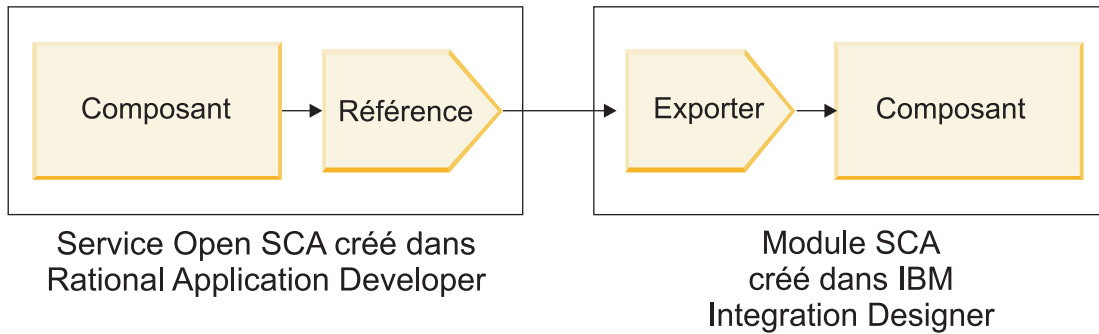 Composant
Référence
Exporter
Composant
Service Open SCA créé dans
Rational Application Developer
Module SCA
créé dans IBM
Integration Designer